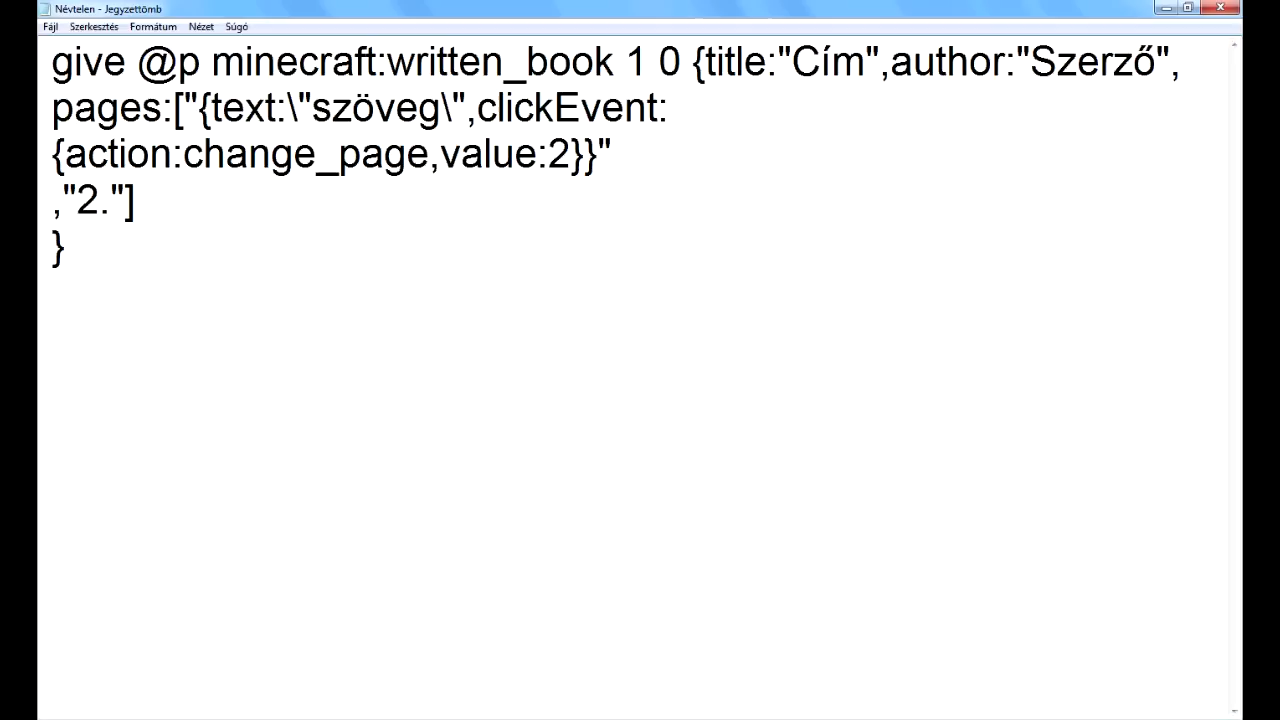 Névtelen - Jegyzettömb
Fájl Szerkesztés Formátum Nézet Súgó
give @p minecraft:written_book 1 0 {title:"Cím",author:"Szerző",
pages:["{text:\"szöveg\",clickEvent:
{action:change_page,value:2}}"
,"2."]
}